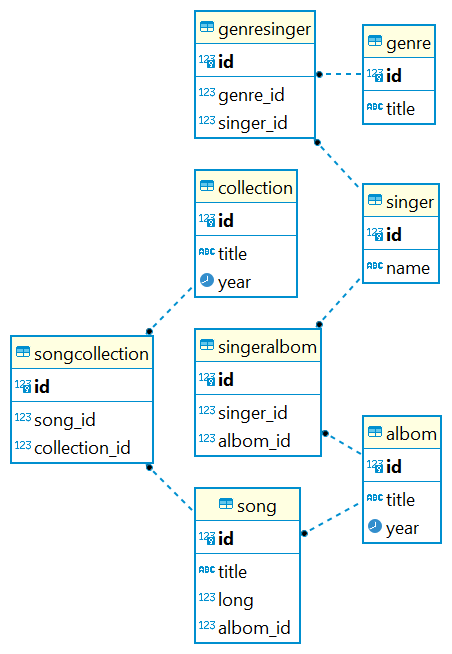 genresinger
123 id
123 genre_id
123 singer_id
genre
123 id
ABC title
collection
123 id
ABC title
year
singer
123 id
ABC name
songcollection
123 id
123 song_id
123 collection_id
singeralbom
123 id
123 singer_id
123 albom_id
albom
123 id
ABC title
year
song
123 id
ABC title
123 long
123 albom_id